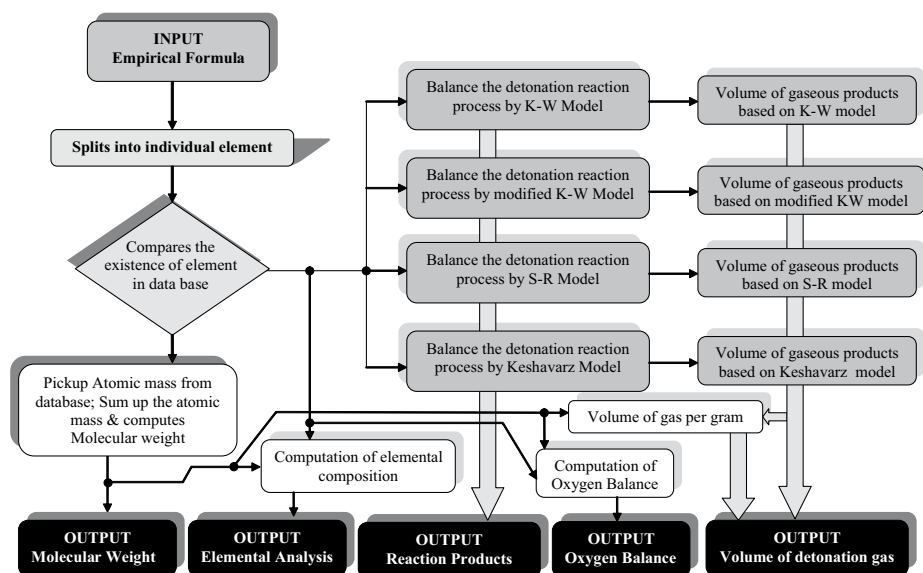 INPUT
Empirical Formula
Splits into individual element
Compares the
existence of element
in data base
Pickup Atomic mass from
database; Sum up the atomic
mass & computes
Molecular weight
Balance the detonation reaction
process by K-W Model
Volume of gaseous products
based on K-W model
Balance the detonation reaction
process by modified K-W Model
Volume of gaseous products
based on modified KW model
Balance the detonation reaction
process by S-R Model
Volume of gaseous products
based on S-R model
Balance the detonation reaction
process by Keshavarz Model
Volume of gaseous products
based on Keshavarz model
Volume of gas per gram
Computation of elemental
composition
Computation of
Oxygen Balance
OUTPUT
Molecular Weight
OUTPUT
Elemental Analysis
OUTPUT
Reaction Products
OUTPUT
Oxygen Balance
OUTPUT
Volume of detonation gas